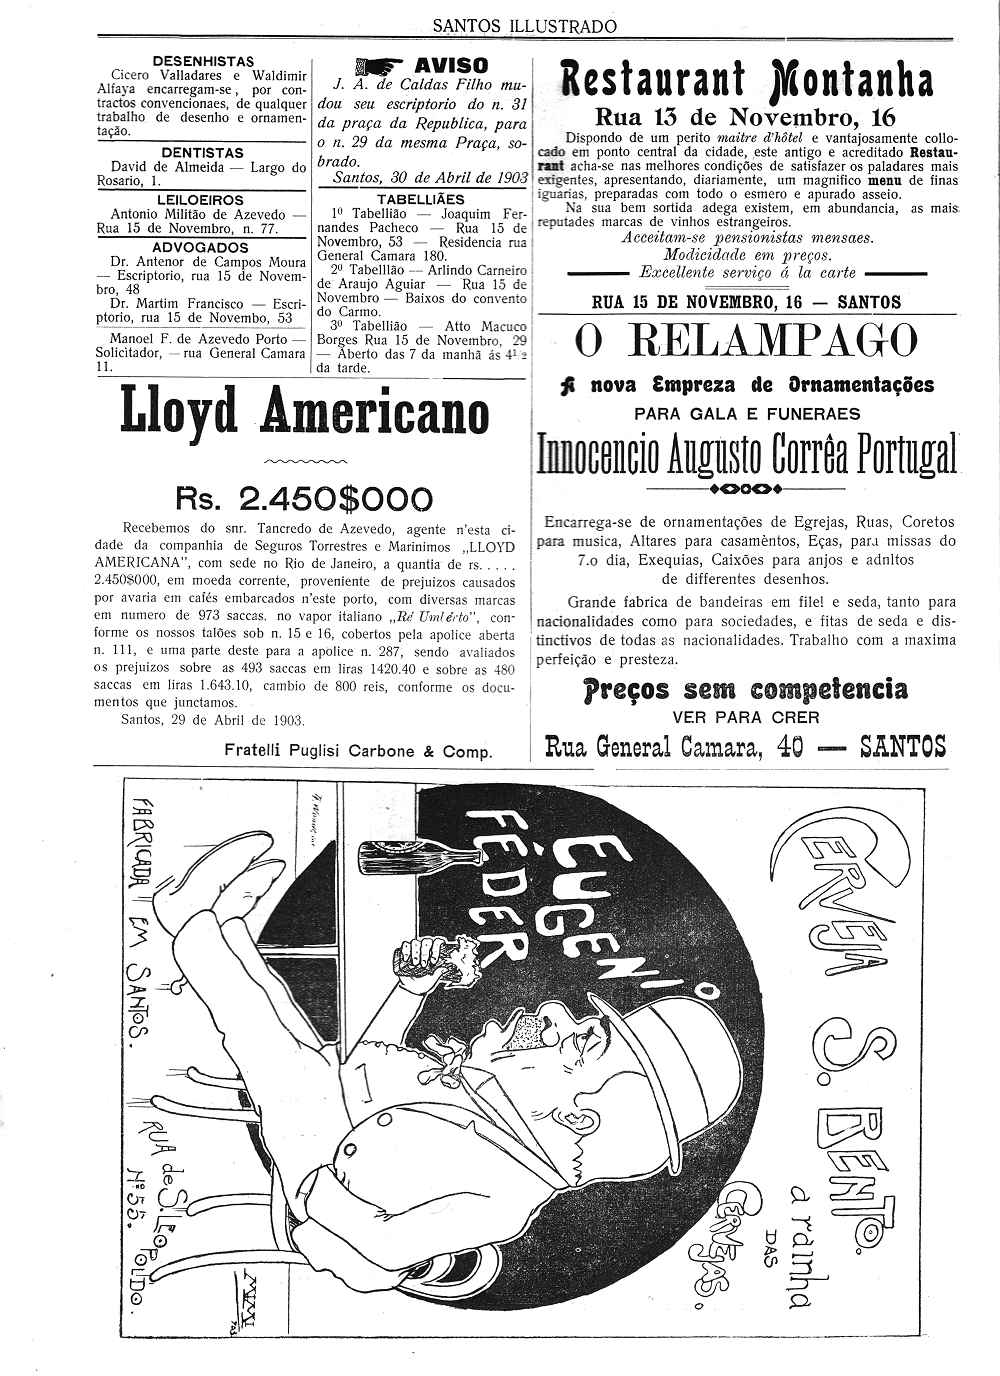 SANTOS ILLUSTRADO
DESENHISTAS
Cicero Valladares e Waldimir
Alfaya encarregam-se, por con-
tractos convencionaes, de qualquer
trabalho de desenho e ornamen-
tação.
DENTISTAS
David de Almeida — Largo do
Rosario, 1.
LEILOEIROS
Antonio Militão de Azevedo —
Rua 15 de Novembro, n. 77.
ADVOGADOS
Dr. Antenor de Campos Moura
— Escriptorio, rua 15 de Novem-
bro, 48
Dr. Martim Francisco — Escri-
ptorio, rua 15 de Novembo, 53
Manoel F. de Azevedo Porto —
Solicitador, — rua General Camara
11.
AVISO
J. A. de Caldas Filho mu-
dou seu escriptorio do n. 31
da praça da Republica, para
o n. 29 da mesma Praça, so-
brado.
Santos, 30 de Abril de 1903
TABELLIÃES
1º Tabellião — Joaquim Fer-
nandes Pacheco — Rua 15 de
Novembro, 53 — Residencia rua
General Camara 180.
2º Tabelllão — Arlindo Carneiro
de Araujo Aguiar — Rua 15 de
Novembro — Baixos do convento
do Carmo.
3º Tabellião — Atto Macuco
Borges Rua 15 de Novembro, 29
— Aberto das 7 da manhã ás 4 1/2
da tarde.
Lloyd Americano
Rs. 2.450$000
Recebemos do snr. Tancredo de Azevedo, agente n'esta ci-
dade da companhia de Seguros Torrestres e Marinimos „LLOYD
AMERICANA", com sede no Rio de Janeiro, a quantia de rs.....
2.450$000, em moeda corrente, proveniente de prejuizos causados
por avaria em cafés embarcados n'este porto, com diversas marcas
em numero de 973 saccas, no vapor italiano „Ré Umbérto", con-
forme os nossos talões sob n. 15 e 16, cobertos pela apolice aberta
n. 111, e uma parte deste para a apolice n. 287, sendo avaliados
os prejuizos sobre as 493 saccas em liras 1420.40 e sobre as 480
saccas em liras 1.643.10, cambio de 800 reis, conforme os docu-
mentos que junctamos.
Santos, 29 de Abril de 1903.
Fratelli Puglisi Carbone & Comp.
Restaurant Montanha
Rua 13 de Novembro, 16
Dispondo de um perito maitre d'hôtel e vantajosamente collo-
cado em ponto central da cidade, este antigo e acreditado Restau-
rant acha-se nas melhores condições de satisfazer os paladares mais
exigentes, apresentando, diariamente, um magnifico menu de finas
iguarias, preparadas com todo o esmero e apurado asseio.
Na sua bem sortida adega existem, em abundancia, as mais
reputades marcas de vinhos estrangeiros.
Acceitam-se pensionistas mensaes.
Modicidade em preços.
Excellente serviço á la carte
RUA 15 DE NOVEMBRO, 16 — SANTOS
O RELAMPAGO
A nova Empreza de Ornamentações
PARA GALA E FUNERAES
Innocencio Augusto Corrêa Portugal
Encarrega-se de ornamentações de Egrejas, Ruas, Coretos
para musica, Altares para casamêntos, Eças, para missas do
7.o dia, Exequias, Caixões para anjos e adnltos
de differentes desenhos.
Grande fabrica de bandeiras em filel e seda, tanto para
nacionalidades como para sociedades, e fitas de seda e dis-
tinctivos de todas as nacionalidades. Trabalho com a maxima
perfeição e presteza.
Preços sem competencia
VER PARA CRER
Rua General Camara, 40 — SANTOS
CERVEJA S. BENTO.
a rainha
DAS
CERVEJAS.
EUGENIO
FÉDER
FABRICADA EM SANTOS.
RUA de S. LEOPOLDO.
Nº 55.